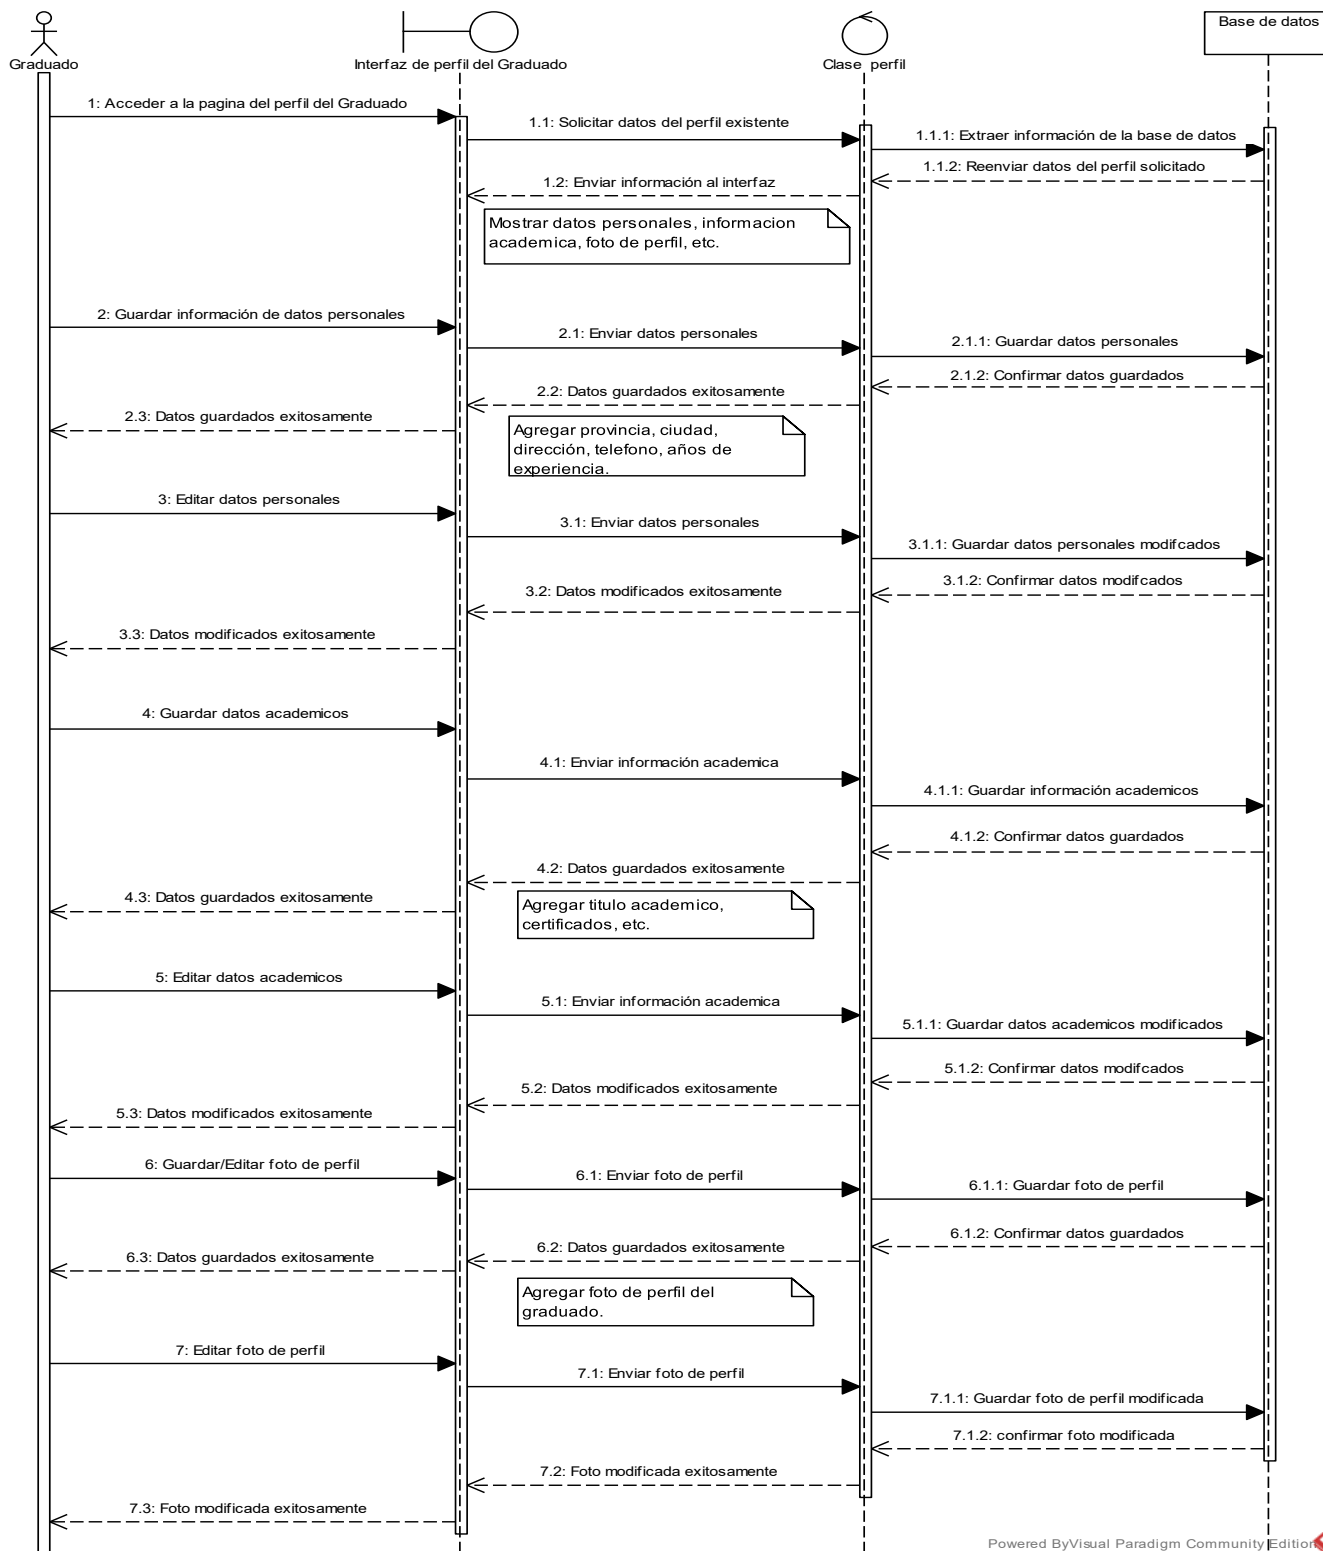 Graduado
Interfaz de perfil del Graduado
Clase perfil
Base de datos
1: Acceder a la pagina del perfil del Graduado
1.1: Solicitar datos del perfil existente
1.1.1: Extraer información de la base de datos
1.1.2: Reenviar datos del perfil solicitado
1.2: Enviar información al interfaz
Mostrar datos personales, informacion
academica, foto de perfil, etc.
2: Guardar información de datos personales
2.1: Enviar datos personales
2.1.1: Guardar datos personales
2.1.2: Confirmar datos guardados
2.2: Datos guardados exitosamente
2.3: Datos guardados exitosamente
Agregar provincia, ciudad,
dirección, telefono, años de
experiencia.
3: Editar datos personales
3.1: Enviar datos personales
3.1.1: Guardar datos personales modifcados
3.1.2: Confirmar datos modifcados
3.2: Datos modificados exitosamente
3.3: Datos modificados exitosamente
4: Guardar datos academicos
4.1: Enviar información academica
4.1.1: Guardar información academicos
4.1.2: Confirmar datos guardados
4.2: Datos guardados exitosamente
4.3: Datos guardados exitosamente
Agregar titulo academico,
certificados, etc.
5: Editar datos academicos
5.1: Enviar información academica
5.1.1: Guardar datos academicos modificados
5.1.2: Confirmar datos modifcados
5.2: Datos modificados exitosamente
5.3: Datos modificados exitosamente
6: Guardar/Editar foto de perfil
6.1: Enviar foto de perfil
6.1.1: Guardar foto de perfil
6.1.2: Confirmar datos guardados
6.2: Datos guardados exitosamente
6.3: Datos guardados exitosamente
Agregar foto de perfil del
graduado.
7: Editar foto de perfil
7.1: Enviar foto de perfil
7.1.1: Guardar foto de perfil modificada
7.1.2: confirmar foto modificada
7.2: Foto modificada exitosamente
7.3: Foto modificada exitosamente
Powered ByVisual Paradigm Community Edition